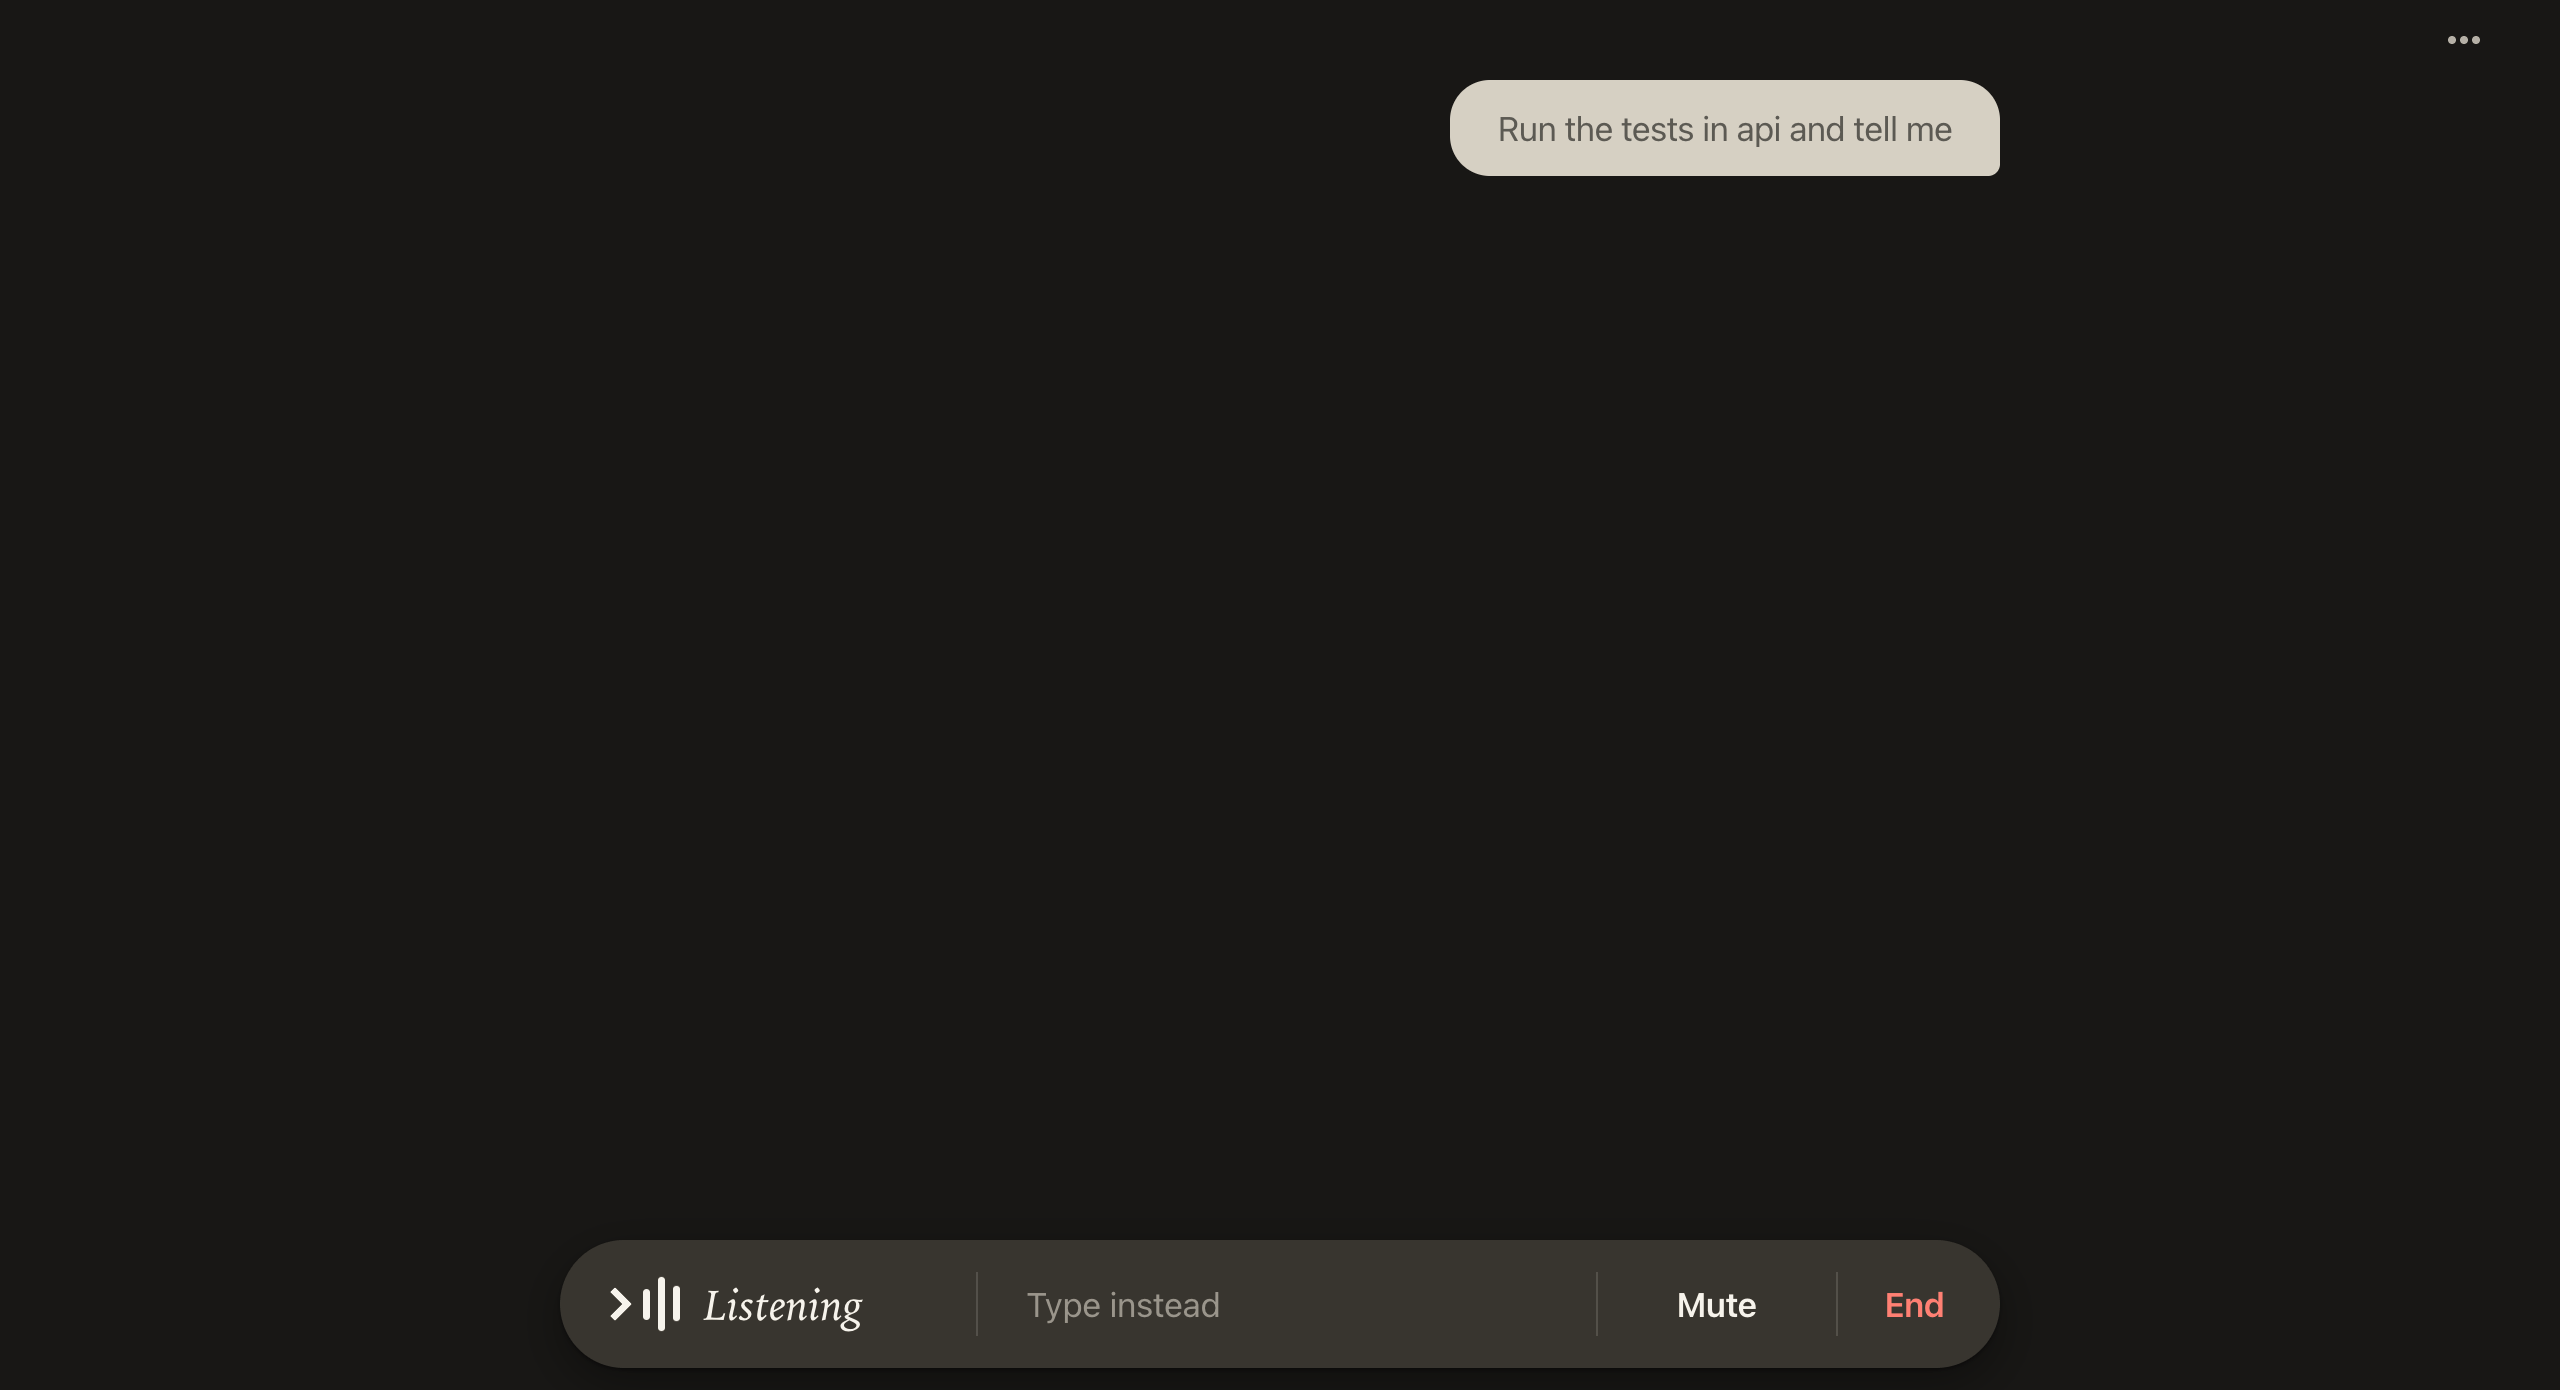 Run the tests in api and tell me
Listening
Type instead
Mute
End